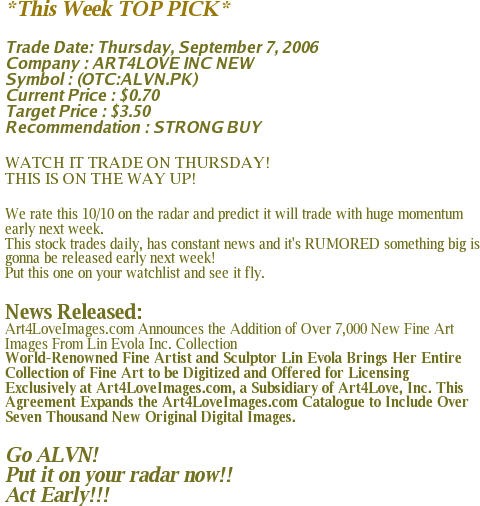 *This Week TOP PICK*
Trade Date: Thursday, September 7, 2006
Company : ART4LOVE INC NEW
Symbol : (OTC:ALVN.PK)
Current Price : $0.70
Target Price : $3.50
Recommendation : STRONG BUY
WATCH IT TRADE ON THURSDAY!
THIS IS ON THE WAY UP!
We rate this 10/10 on the radar and predict it will trade with huge momentum
early next week.
This stock trades daily, has constant news and it's RUMORED something big is
gonna be released early next week!
Put this one on your watchlist and see it fly.
News Released:
Art4LoveImages.com Announces the Addition of Over 7,000 New Fine Art
Images From Lin Evola Inc. Collection
World-Renowned Fine Artist and Sculptor Lin Evola Brings Her Entire
Collection of Fine Art to be Digitized and Offered for Licensing
Exclusively at Art4LoveImages.com, a Subsidiary of Art4Love, Inc. This
Agreement Expands the Art4LoveImages.com Catalogue to Include Over
Seven Thousand New Original Digital Images.
Go ALVN!
Put it on your radar now!!
Act Early!!!